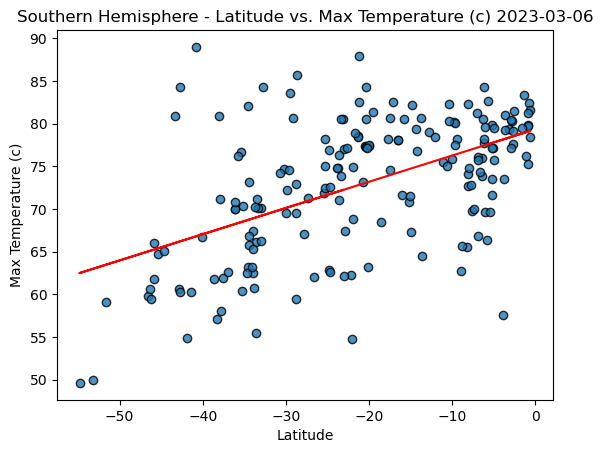 Southern Hemisphere - Latitude vs. Max Temperature (c) 2023-03-06
90
85
80
75
70
65
60
55
50
Max Temperature (c)
−50 −40 −30 −20 −10 0
Latitude